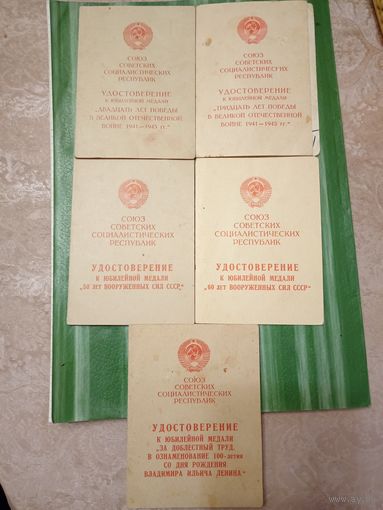 СОЮЗ
СОВЕТСКИХ
СОЦИАЛИСТИЧЕСКИХ
РЕСПУБЛИК
УДОСТОВЕРЕНИЕ
К ЮБИЛЕЙНОЙ МЕДАЛИ
„ДВАДЦАТЬ ЛЕТ ПОБЕДЫ
В ВЕЛИКОЙ ОТЕЧЕСТВЕННОЙ
ВОЙНЕ 1941—1945 гг."
СОЮЗ
СОВЕТСКИХ
СОЦИАЛИСТИЧЕСКИХ
РЕСПУБЛИК
УДОСТОВЕРЕНИЕ
К ЮБИЛЕЙНОЙ МЕДАЛИ
„ТРИДЦАТЬ ЛЕТ ПОБЕДЫ
В ВЕЛИКОЙ ОТЕЧЕСТВЕННОЙ
ВОЙНЕ 1941—1945 гг."
СОЮЗ
СОВЕТСКИХ
СОЦИАЛИСТИЧЕСКИХ
РЕСПУБЛИК
УДОСТОВЕРЕНИЕ
К ЮБИЛЕЙНОЙ МЕДАЛИ
„50 ЛЕТ ВООРУЖЕННЫХ СИЛ СССР"
СОЮЗ
СОВЕТСКИХ
СОЦИАЛИСТИЧЕСКИХ
РЕСПУБЛИК
УДОСТОВЕРЕНИЕ
К ЮБИЛЕЙНОЙ МЕДАЛИ
„60 ЛЕТ ВООРУЖЕННЫХ СИЛ СССР"
СОЮЗ
СОВЕТСКИХ
СОЦИАЛИСТИЧЕСКИХ
РЕСПУБЛИК
УДОСТОВЕРЕНИЕ
К ЮБИЛЕЙНОЙ МЕДАЛИ
„ЗА ДОБЛЕСТНЫЙ ТРУД.
В ОЗНАМЕНОВАНИЕ 100-летия
СО ДНЯ РОЖДЕНИЯ
ВЛАДИМИРА ИЛЬИЧА ЛЕНИНА"